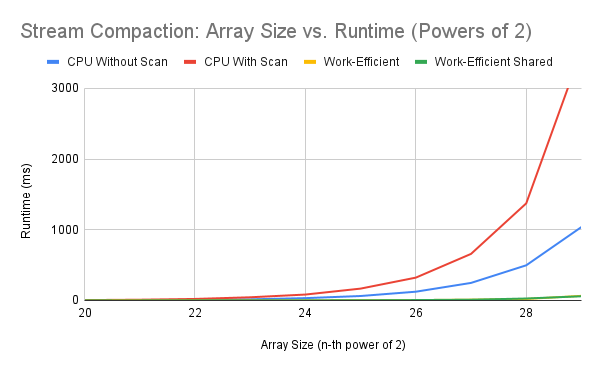 Stream Compaction: Array Size vs. Runtime (Powers of 2)
CPU Without Scan CPU With Scan Work-Efficient Work-Efficient Shared
3000
2000
1000
0
Runtime (ms)
20 22 24 26 28
Array Size (n-th power of 2)